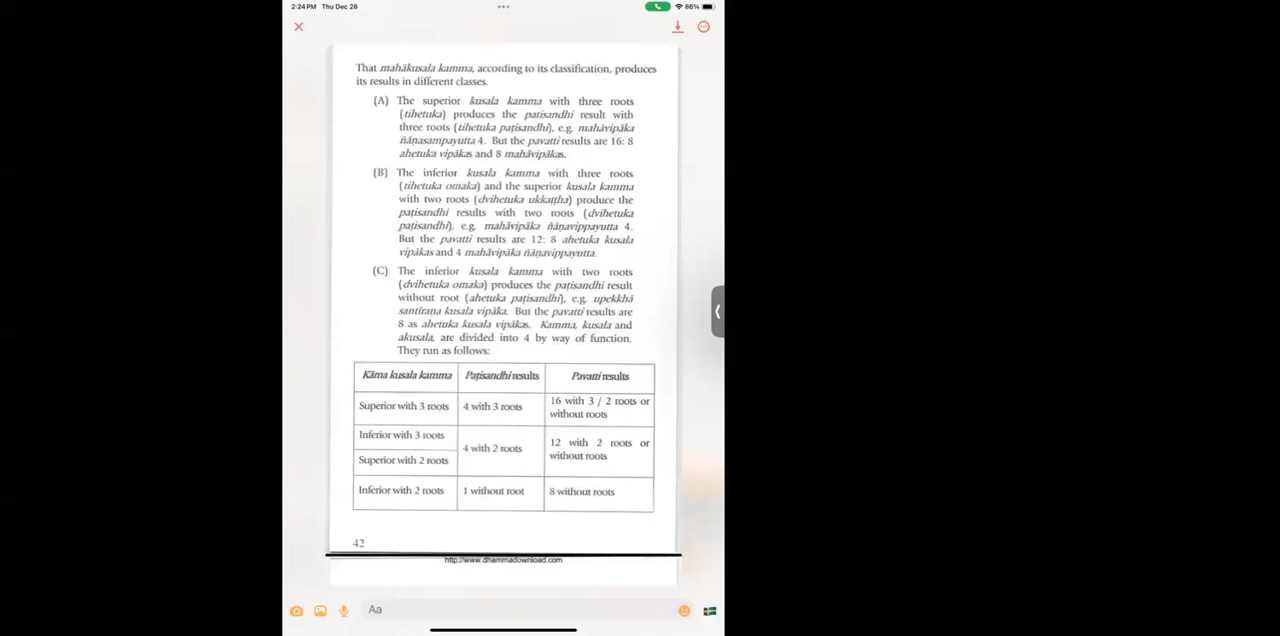 2:24 PM Thu Dec 28
86%
That mahākusala kamma, according to its classification, produces
its results in different classes.
(A) The superior kusala kamma with three roots
(tihetuka) produces the patisandhi result with
three roots (tihetuka paṭisandhi), e.g. mahāvipāka
ñāṇasampayutta 4. But the pavatti results are 16: 8
ahetuka vipākas and 8 mahāvipākas.
(B) The inferior kusala kamma with three roots
(tihetuka omaka) and the superior kusala kamma
with two roots (dvihetuka ukkaṭṭha) produce the
paṭisandhi results with two roots (dvihetuka
paṭisandhi), e.g. mahāvipāka ñāṇavippayutta 4.
But the pavatti results are 12: 8 ahetuka kusala
vipākas and 4 mahāvipāka ñāṇavippayutta.
(C) The inferior kusala kamma with two roots
(dvihetuka omaka) produces the paṭisandhi result
without root (ahetuka paṭisandhi), e.g. upekkhā
santīraṇa kusala vipāka. But the pavatti results are
8 as ahetuka kusala vipākas. Kamma, kusala and
akusala, are divided into 4 by way of function.
They run as follows:
Kāma kusala kamma Paṭisandhi results Pavatti results
Superior with 3 roots 4 with 3 roots 16 with 3 / 2 roots or
without roots
Inferior with 3 roots
4 with 2 roots 12 with 2 roots or
without roots
Superior with 2 roots
Inferior with 2 roots 1 without root 8 without roots
42
http://www.dhammadownload.com
Aa